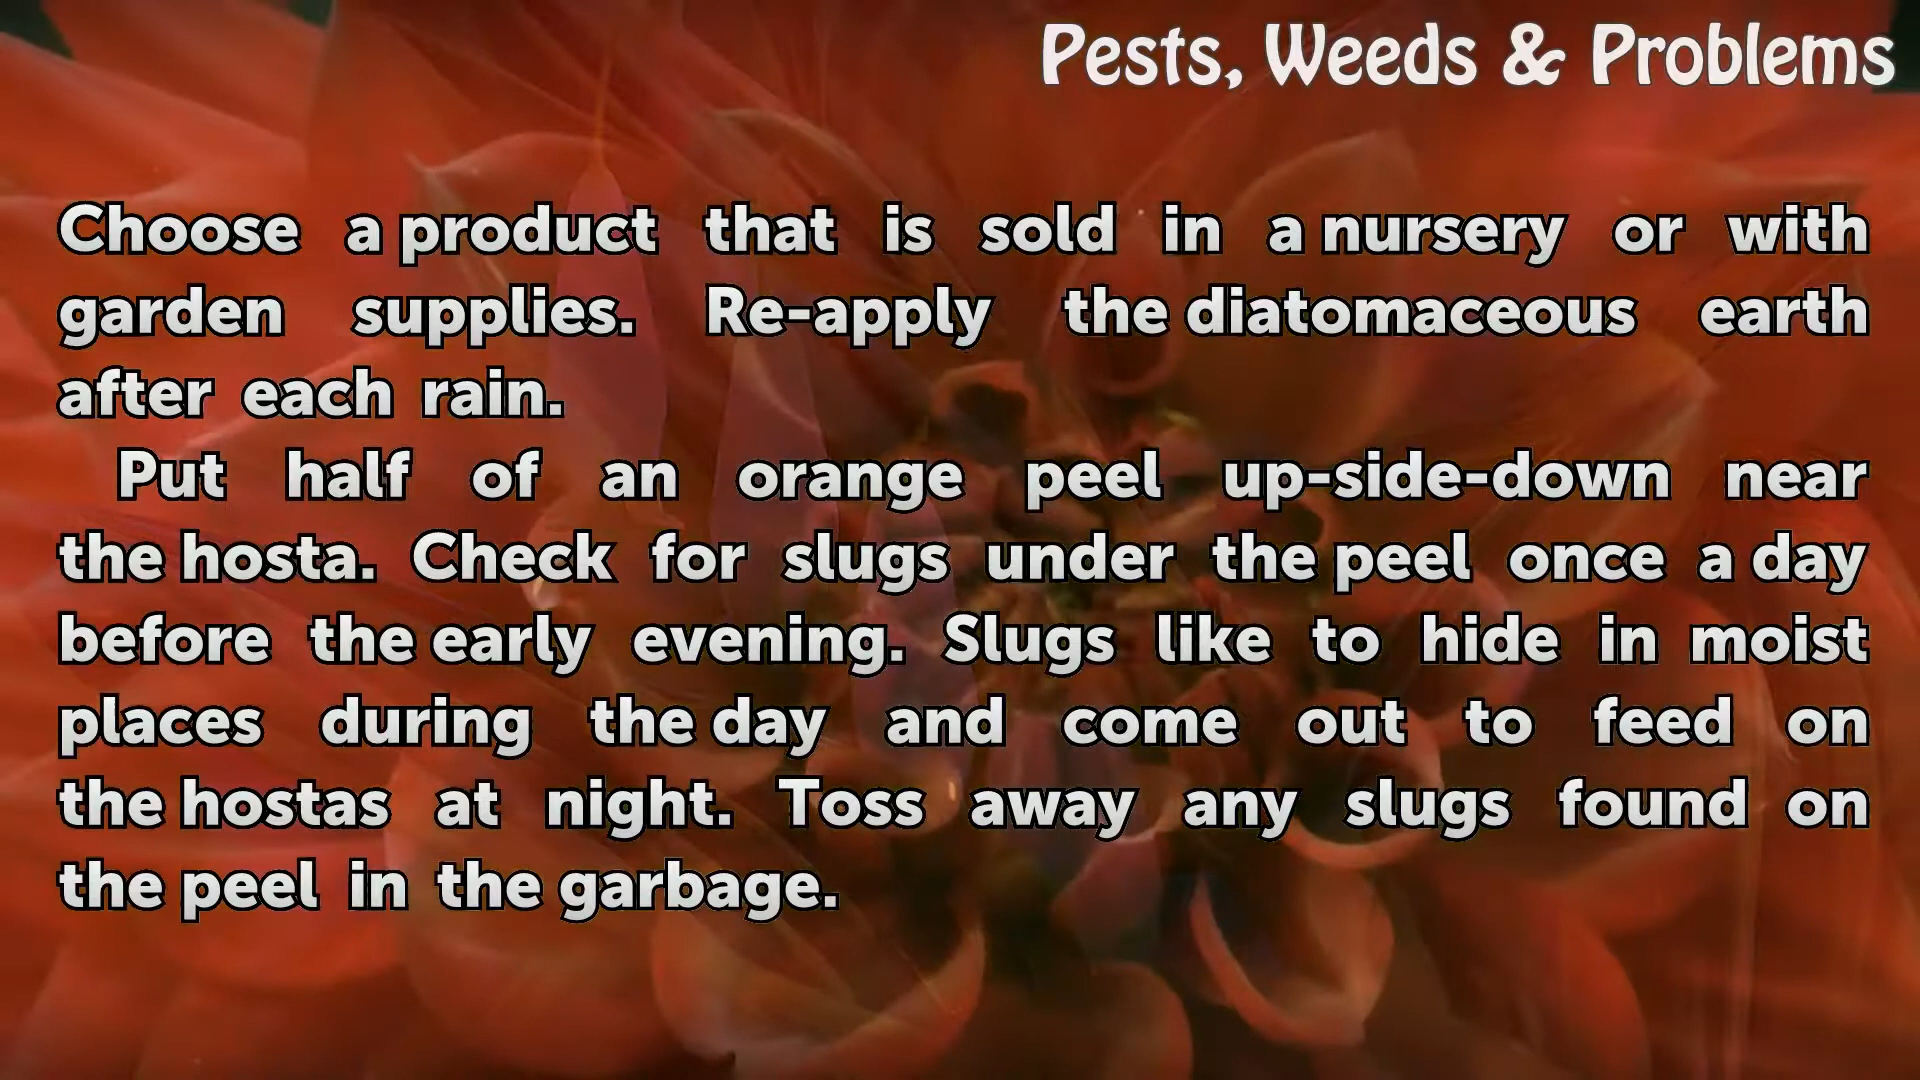 Pests, Weeds & Problems
Choose a product that is sold in a nursery or with
garden supplies. Re-apply the diatomaceous earth
after each rain.
Put half of an orange peel up-side-down near
the hosta. Check for slugs under the peel once a day
before the early evening. Slugs like to hide in moist
places during the day and come out to feed on
the hostas at night. Toss away any slugs found on
the peel in the garbage.